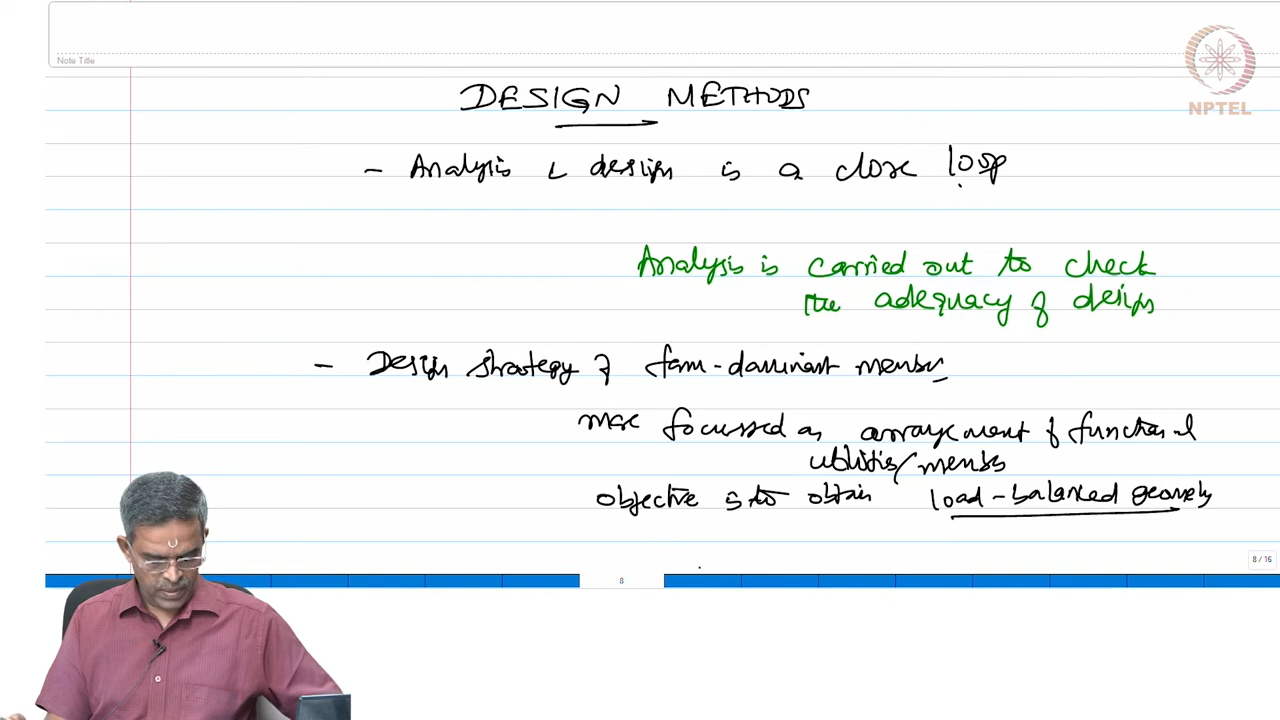 Note Title
NPTEL
DESIGN METHODS
- Analysis & design is a close loop
Analysis is carried out to check
the adequacy of design
- Design strategy of form-dominant members
more focussed on arrangement of functional
utilities/members
objective is to obtain load-balanced geometry
8/16
8